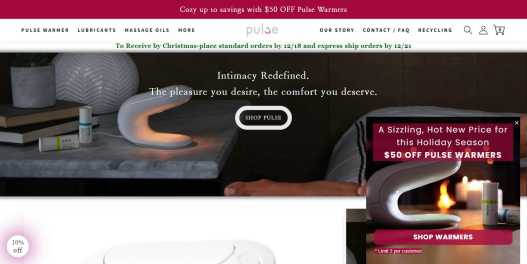 Cozy up to savings with $50 OFF Pulse Warmers
PULSE WARMER LUBRICANTS MASSAGE OILS MORE
pulse
OUR STORY CONTACT / FAQ RECYCLING
To Receive by Christmas-place standard orders by 12/18 and express ship orders by 12/21
Intimacy Redefined.
The pleasure you desire, the comfort you deserve.
SHOP PULSE
A Sizzling, Hot New Price for
this Holiday Season
$50 OFF PULSE WARMERS
SHOP WARMERS
* Limit 2 per customer
10%
off